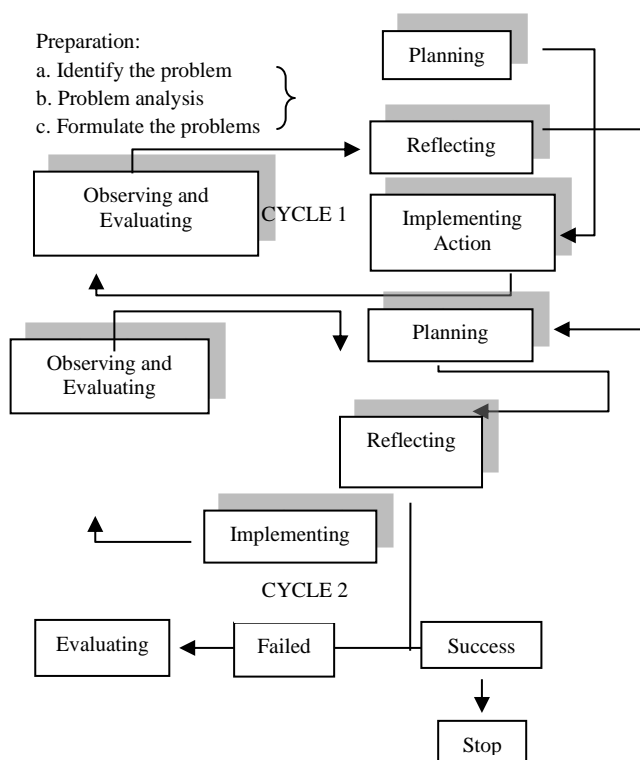 Preparation:
a. Identify the problem
b. Problem analysis
c. Formulate the problems
Planning
Reflecting
Observing and
Evaluating
CYCLE 1
Implementing
Action
Planning
Observing and
Evaluating
Reflecting
Implementing
CYCLE 2
Evaluating
Failed
Success
Stop